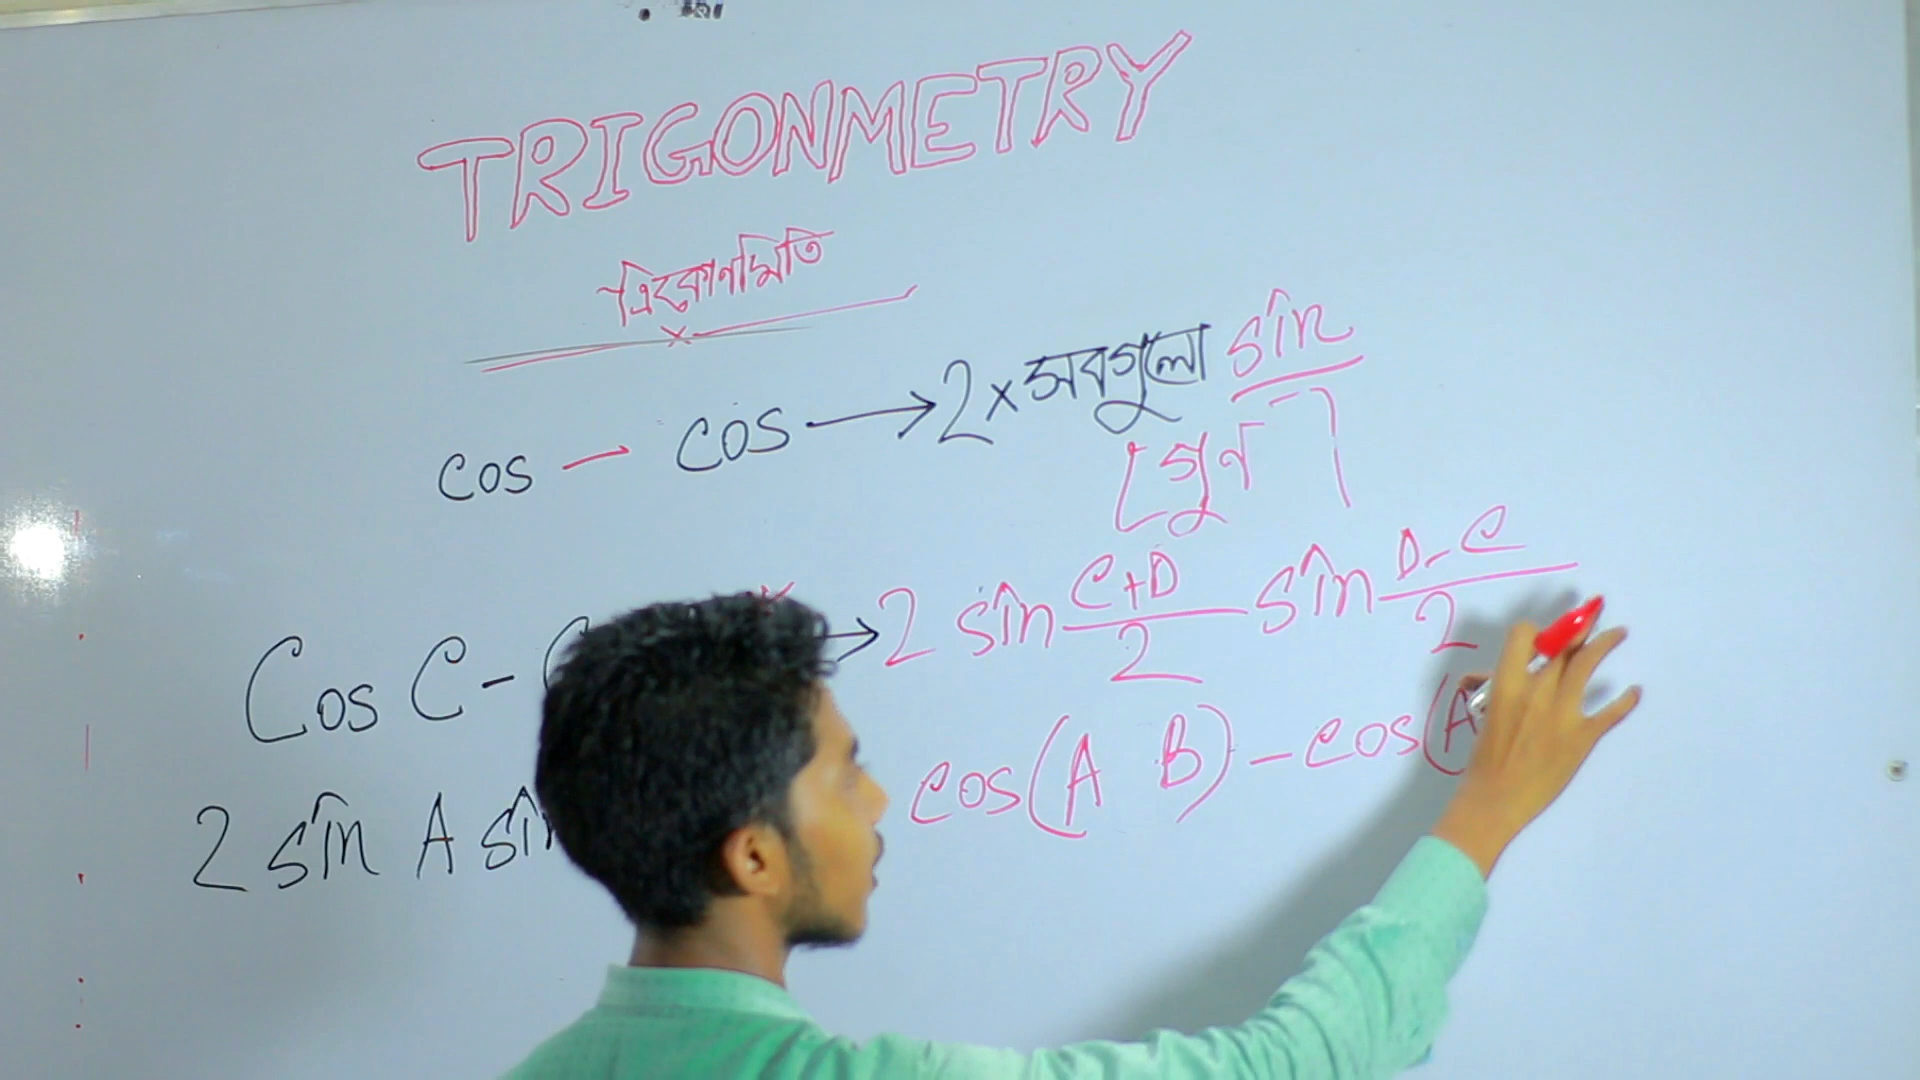 TRIGONMETRY
ত্রিকোণমিতি
cos - cos → 2 × সবগুলো sin
[গুন]
Cos C - → 2 sin C+D/2 sin D-C/2
2 sin A sin cos(A B) - cos(A